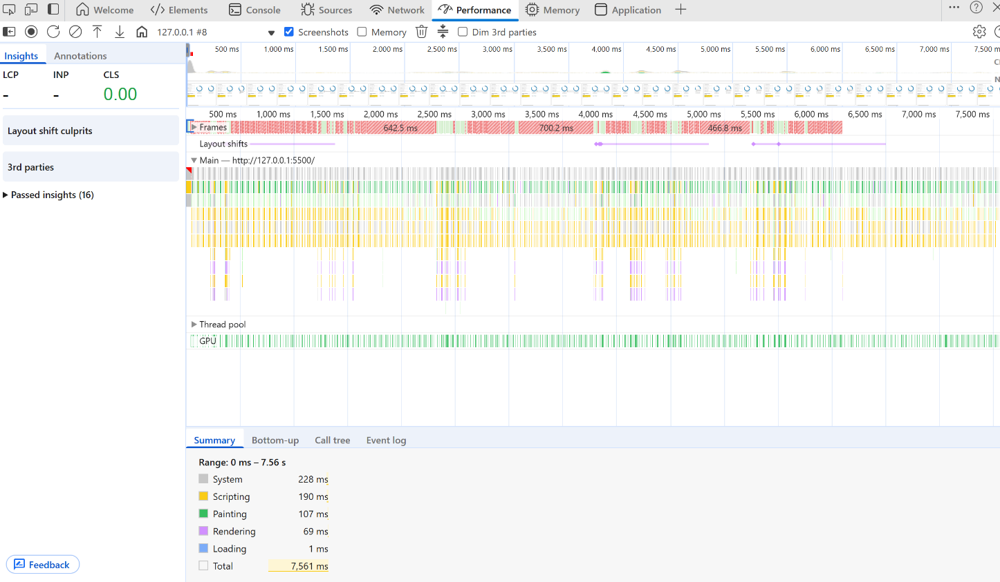 Welcome
Elements
Console
Sources
Network
Performance
Memory
Application
127.0.0.1 #8
Screenshots
Memory
Dim 3rd parties
Insights
Annotations
LCP
INP
CLS
-
-
0.00
Layout shift culprits
3rd parties
Passed insights (16)
Feedback
500 ms 1,000 ms 1,500 ms 2,000 ms 2,500 ms 3,000 ms 3,500 ms 4,000 ms 4,500 ms 5,000 ms 5,500 ms 6,000 ms 6,500 ms 7,000 ms 7,500 m
C
N
500 ms 1,000 ms 1,500 ms 2,000 ms 2,500 ms 3,000 ms 3,500 ms 4,000 ms 4,500 ms 5,000 ms 5,500 ms 6,000 ms 6,500 ms 7,000 ms 7,500 ms
Frames 642.5 ms 700.2 ms 466.8 ms
Layout shifts
Main — http://127.0.0.1:5500/
Thread pool
GPU
Summary
Bottom-up
Call tree
Event log
Range: 0 ms – 7.56 s
System 228 ms
Scripting 190 ms
Painting 107 ms
Rendering 69 ms
Loading 1 ms
Total 7,561 ms